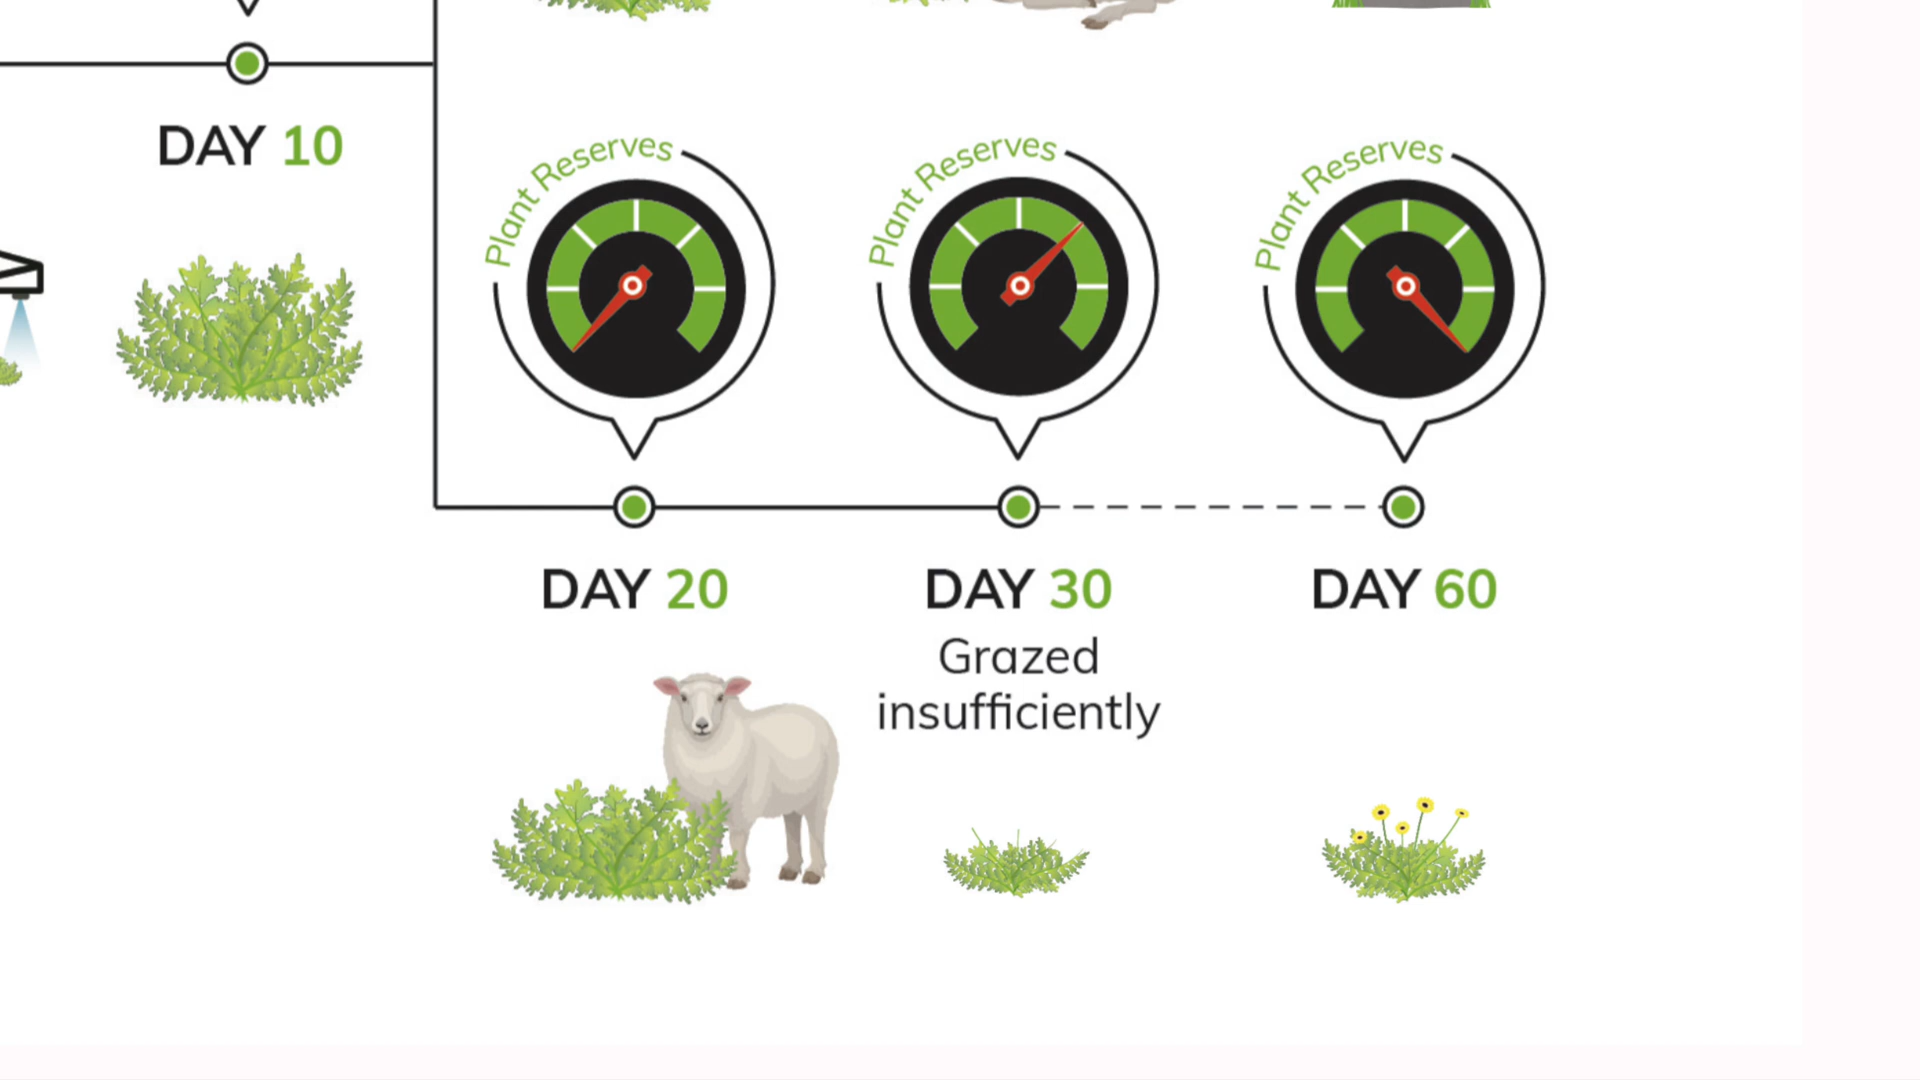 DAY 10
Plant Reserves
Plant Reserves
Plant Reserves
DAY 20
DAY 30
Grazed
insufficiently
DAY 60